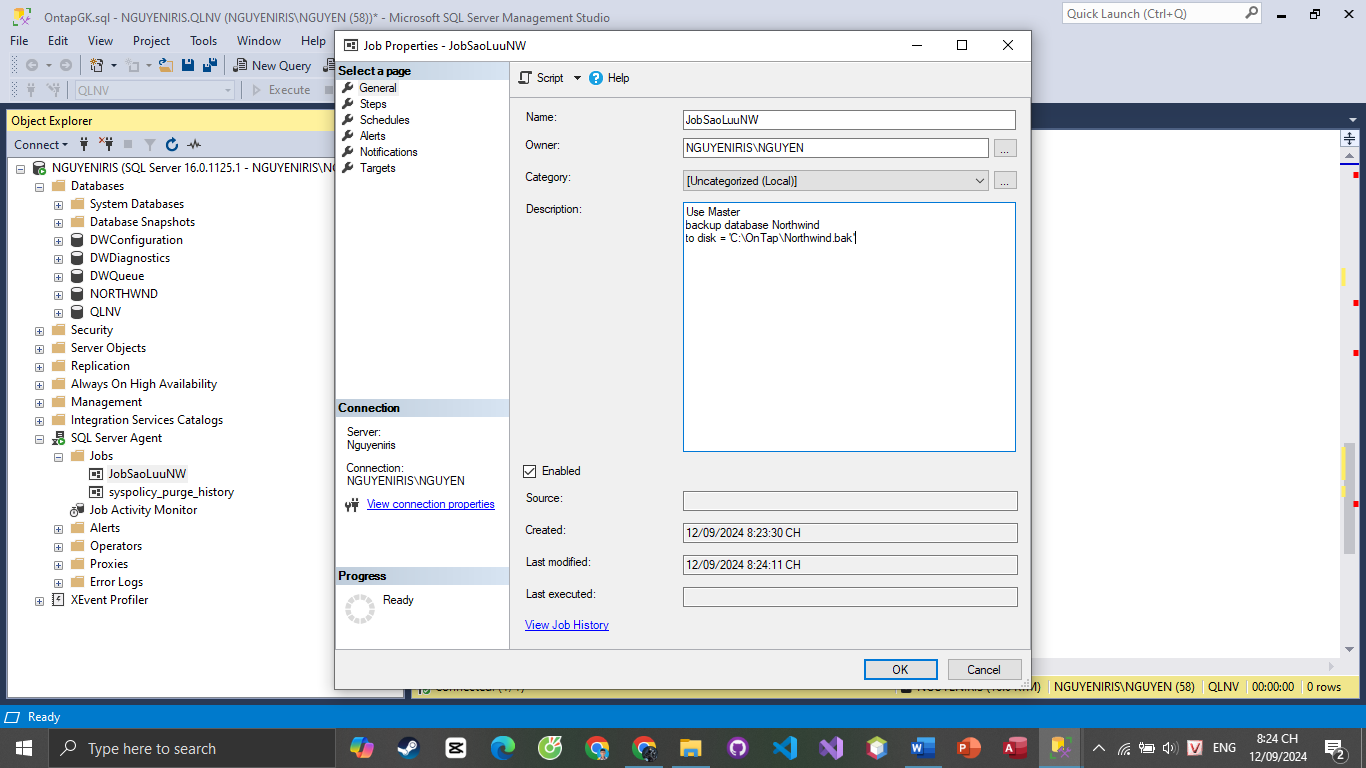 OntapGK.sql - NGUYENIRIS.QLNV (NGUYENIRIS\NGUYEN (58))* - Microsoft SQL Server Management Studio
Quick Launch (Ctrl+Q)
File Edit View Project Tools Window Help
New Query
QLNV
Execute
Object Explorer
Connect
NGUYENIRIS (SQL Server 16.0.1125.1 - NGUYENIRIS\N
Databases
System Databases
Database Snapshots
DWConfiguration
DWDiagnostics
DWQueue
NORTHWND
QLNV
Security
Server Objects
Replication
Always On High Availability
Management
Integration Services Catalogs
SQL Server Agent
Jobs
JobSaoLuuNW
syspolicy_purge_history
Job Activity Monitor
Alerts
Operators
Proxies
Error Logs
XEvent Profiler
Job Properties - JobSaoLuuNW
Select a page
General
Steps
Schedules
Alerts
Notifications
Targets
Connection
Server:
Nguyeniris
Connection:
NGUYENIRIS\NGUYEN
View connection properties
Progress
Ready
Script Help
Name: JobSaoLuuNW
Owner: NGUYENIRIS\NGUYEN ...
Category: [Uncategorized (Local)] ...
Description:
Use Master
backup database Northwind
to disk = 'C:\OnTap\Northwind.bak'
Enabled
Source:
Created: 12/09/2024 8:23:30 CH
Last modified: 12/09/2024 8:24:11 CH
Last executed:
View Job History
OK Cancel
NGUYENIRIS\NGUYEN (58) QLNV 00:00:00 0 rows
Ready
Type here to search
ENG
8:24 CH
12/09/2024
2